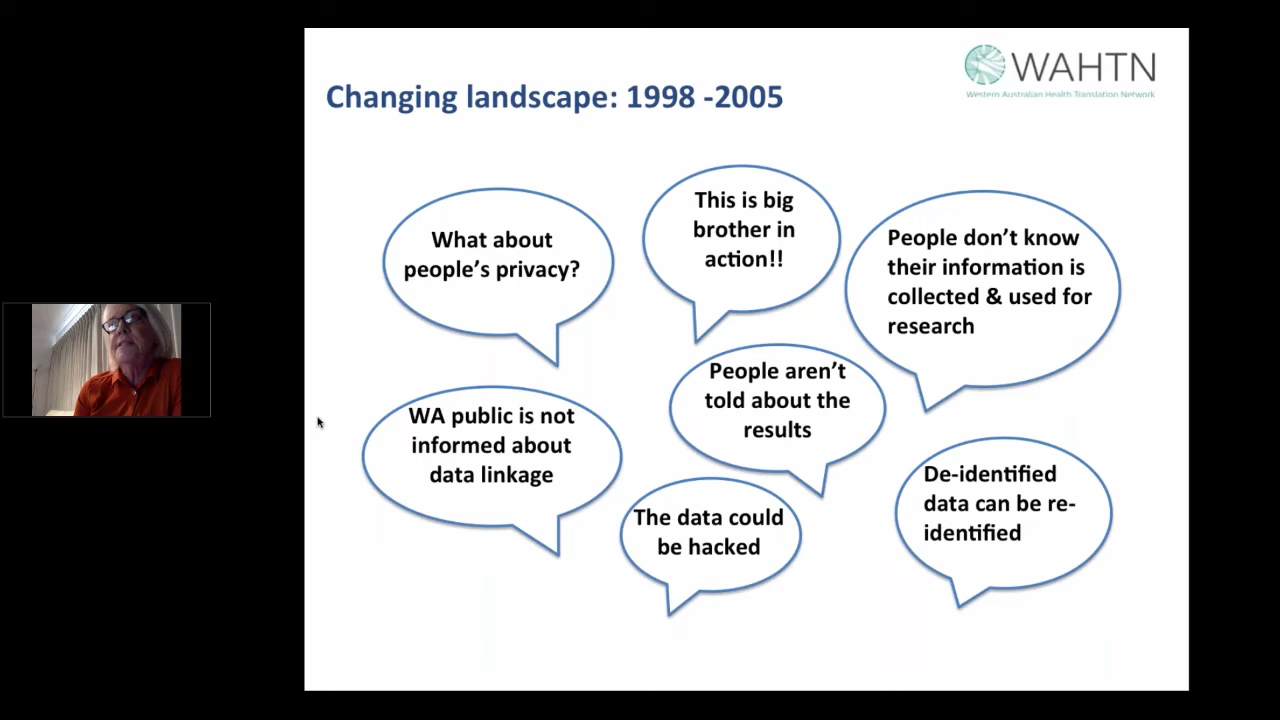 WAHTN
Western Australian Health Translation Network
Changing landscape: 1998 -2005
What about
people's privacy?
This is big
brother in
action!!
People don't know
their information is
collected & used for
research
WA public is not
informed about
data linkage
People aren't
told about the
results
The data could
be hacked
De-identified
data can be re-
identified